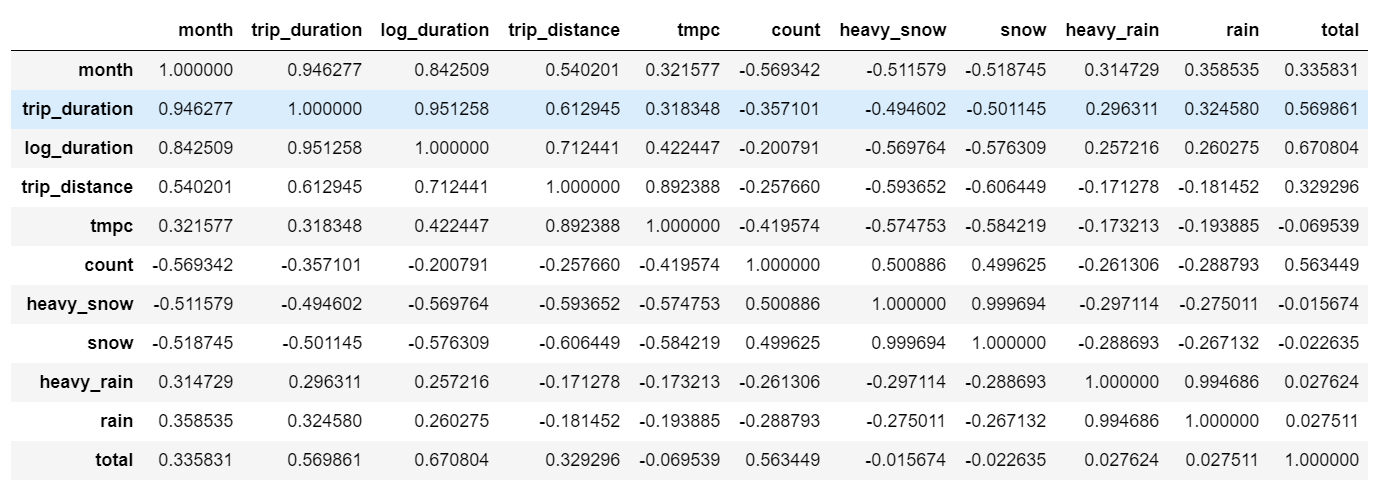 month trip_duration log_duration trip_distance tmpc count heavy_snow snow heavy_rain rain total
month 1.000000 0.946277 0.842509 0.540201 0.321577 -0.569342 -0.511579 -0.518745 0.314729 0.358535 0.335831
trip_duration 0.946277 1.000000 0.951258 0.612945 0.318348 -0.357101 -0.494602 -0.501145 0.296311 0.324580 0.569861
log_duration 0.842509 0.951258 1.000000 0.712441 0.422447 -0.200791 -0.569764 -0.576309 0.257216 0.260275 0.670804
trip_distance 0.540201 0.612945 0.712441 1.000000 0.892388 -0.257660 -0.593652 -0.606449 -0.171278 -0.181452 0.329296
tmpc 0.321577 0.318348 0.422447 0.892388 1.000000 -0.419574 -0.574753 -0.584219 -0.173213 -0.193885 -0.069539
count -0.569342 -0.357101 -0.200791 -0.257660 -0.419574 1.000000 0.500886 0.499625 -0.261306 -0.288793 0.563449
heavy_snow -0.511579 -0.494602 -0.569764 -0.593652 -0.574753 0.500886 1.000000 0.999694 -0.297114 -0.275011 -0.015674
snow -0.518745 -0.501145 -0.576309 -0.606449 -0.584219 0.499625 0.999694 1.000000 -0.288693 -0.267132 -0.022635
heavy_rain 0.314729 0.296311 0.257216 -0.171278 -0.173213 -0.261306 -0.297114 -0.288693 1.000000 0.994686 0.027624
rain 0.358535 0.324580 0.260275 -0.181452 -0.193885 -0.288793 -0.275011 -0.267132 0.994686 1.000000 0.027511
total 0.335831 0.569861 0.670804 0.329296 -0.069539 0.563449 -0.015674 -0.022635 0.027624 0.027511 1.000000